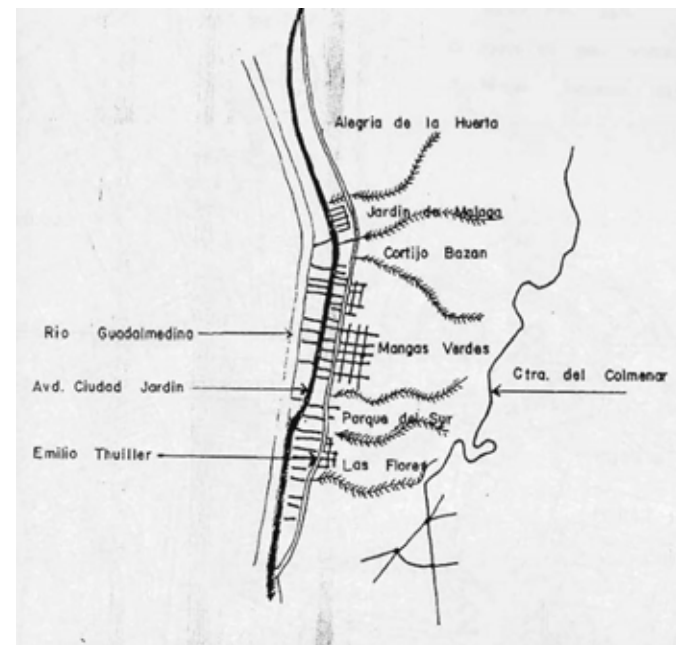 Alegria de la Huerta
Jardin de Malaga
Cortijo Bazan
Rio Guadalmedina
Mangas Verdes
Ctra. del Colmenar
Avd. Ciudad Jardin
Parque del Sur
Emilio Thuiller
Las Flores